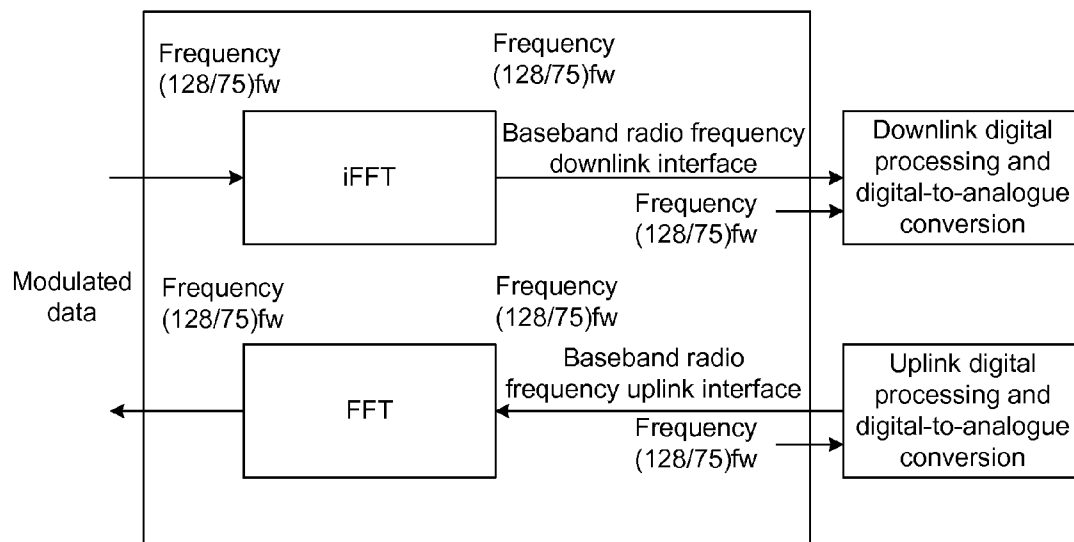 Frequency
(128/75)fw
Frequency
(128/75)fw
iFFT
Baseband radio frequency
downlink interface
Frequency
(128/75)fw
Downlink digital
processing and
digital-to-analogue
conversion
Modulated
data
Frequency
(128/75)fw
Frequency
(128/75)fw
FFT
Baseband radio
frequency uplink interface
Frequency
(128/75)fw
Uplink digital
processing and
digital-to-analogue
conversion